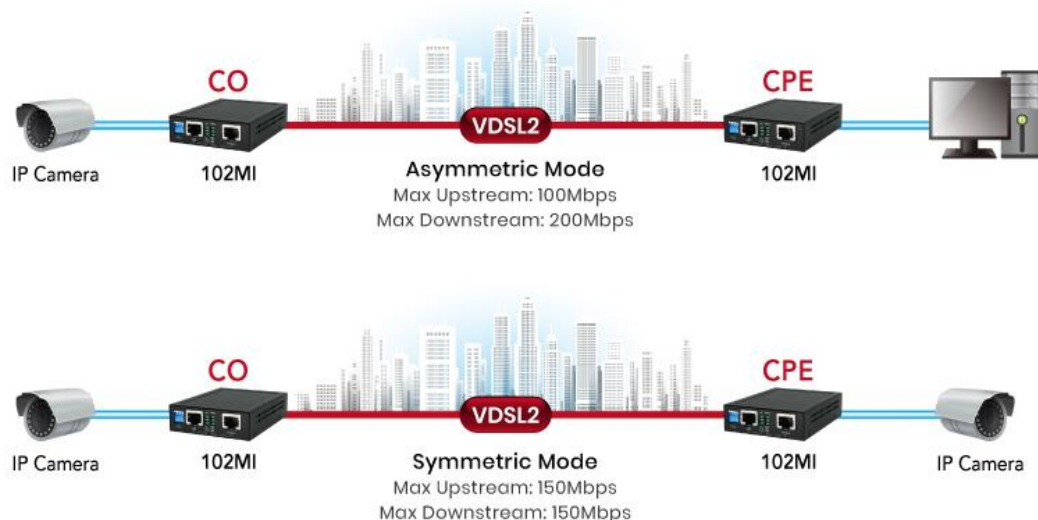 CO
CPE
VDSL2
IP Camera
102MI
Asymmetric Mode
102MI
Max Upstream: 100Mbps
Max Downstream: 200Mbps
CO
CPE
VDSL2
IP Camera
102MI
Symmetric Mode
102MI
IP Camera
Max Upstream: 150Mbps
Max Downstream: 150Mbps